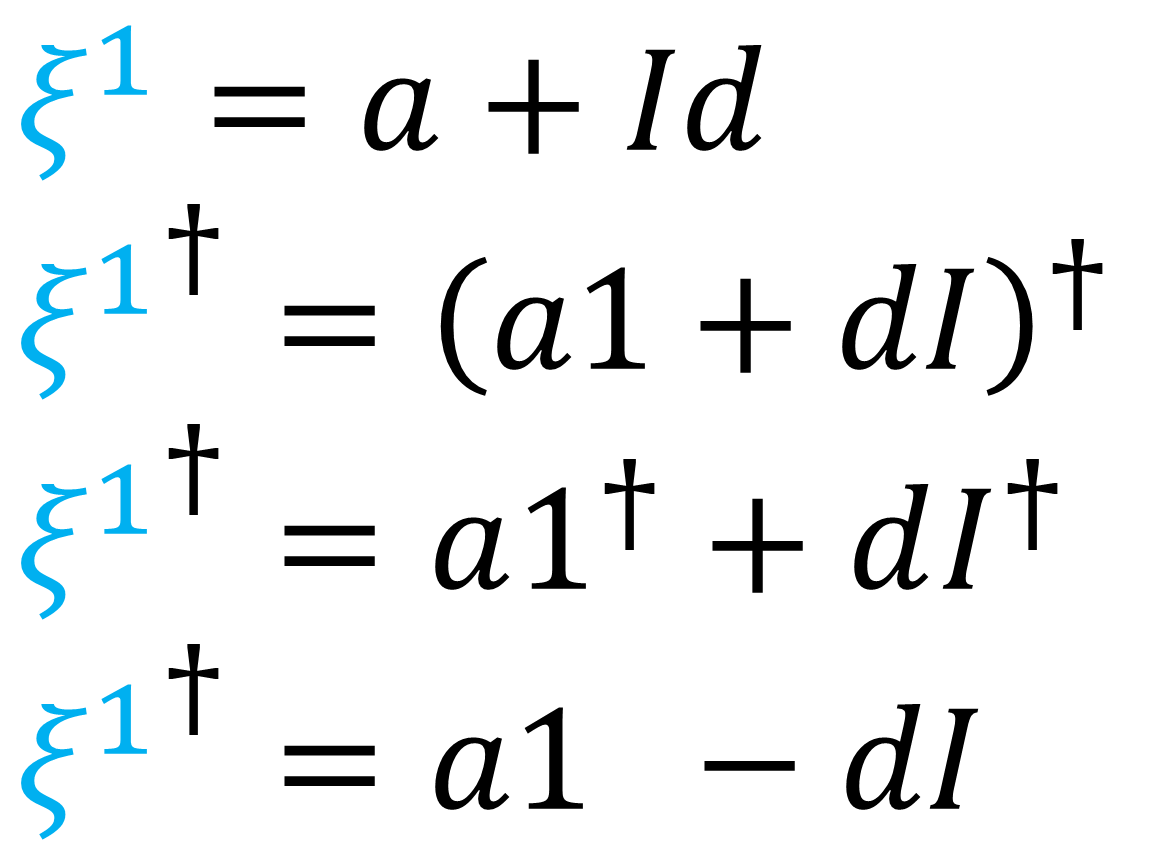 ξ¹ = a + Id
ξ¹† = (a1 + dI)†
ξ¹† = a1† + dI†
ξ¹† = a1 − dI